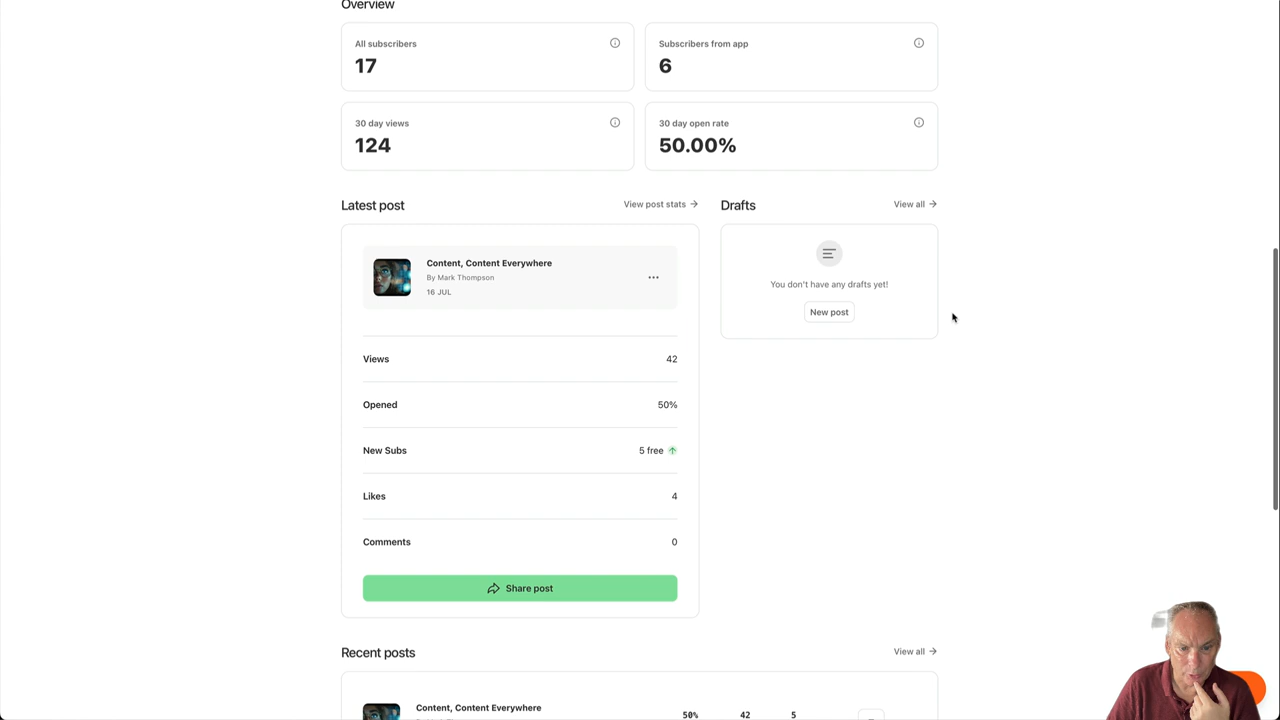 Overview
All subscribers
17
Subscribers from app
6
30 day views
124
30 day open rate
50.00%
Latest post
View post stats →
Drafts
View all →
Content, Content Everywhere
By Mark Thompson
16 JUL
You don't have any drafts yet!
New post
Views
42
Opened
50%
New Subs
5 free
Likes
4
Comments
0
Share post
Recent posts
View all →
Content, Content Everywhere
50%
42
5